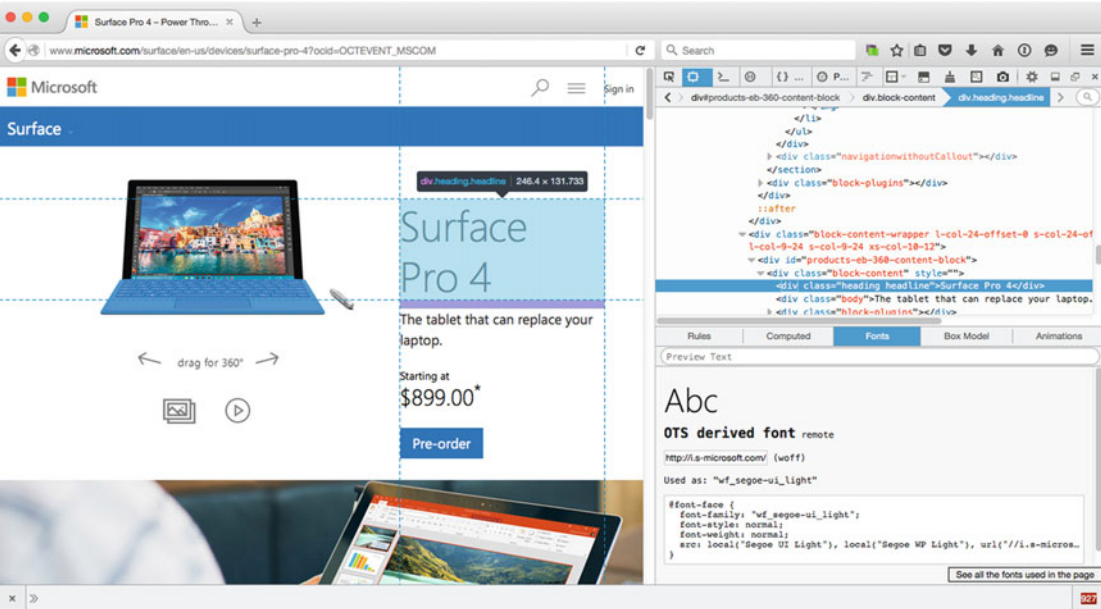 Surface Pro 4 – Power Thro... ×
+
www.microsoft.com/surface/en-us/devices/surface-pro-4?ocid=OCTEVENT_MSCOM
Search
Microsoft
Sign in
Surface
div.heading.headline | 246.4 × 131.733
Surface
Pro 4
The tablet that can replace your
laptop.
drag for 360°
Starting at
$899.00*
Pre-order
{} ...
P...
div#products-eb-360-content-block
div.block-content
div.heading.headline
</li>
</ul>
</div>
<div class="navigationwithoutCallout"></div>
</section>
<div class="block-plugins"></div>
</div>
::after
</div>
<div class="block-content-wrapper l-col-24-offset-0 s-col-24-of
l-col-9-24 s-col-9-24 xs-col-10-12">
<div id="products-eb-360-content-block">
<div class="block-content" style="">
<div class="heading headline">Surface Pro 4</div>
<div class="body">The tablet that can replace your laptop.
<div class="block-plugins"></div>
Rules
Computed
Fonts
Box Model
Animations
Preview Text
Abc
OTS derived font remote
http://i.s-microsoft.com/ (woff)
Used as: "wf_segoe-ui_light"
@font-face {
font-family: "wf_segoe-ui_light";
font-style: normal;
font-weight: normal;
src: local("Segoe UI Light"), local("Segoe WP Light"), url("//i.s-micros…
}
See all the fonts used in the page
× »
927